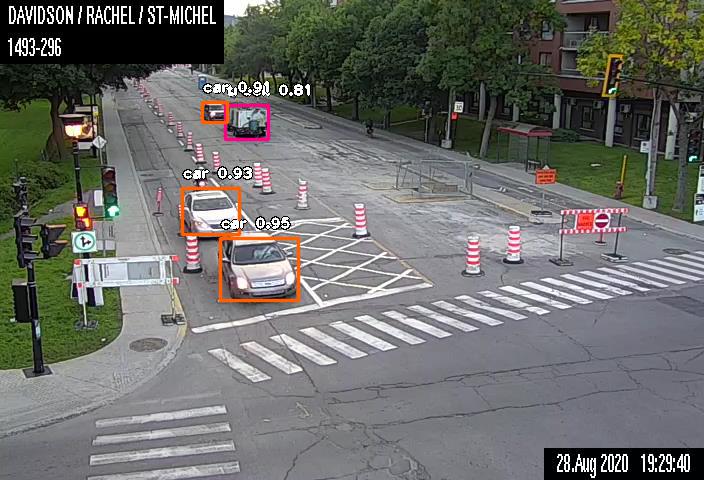 DAVIDSON / RACHEL / ST-MICHEL
1493-296
car 0.91
0.81
car 0.93
car 0.95
28.Aug 2020 19:29:40